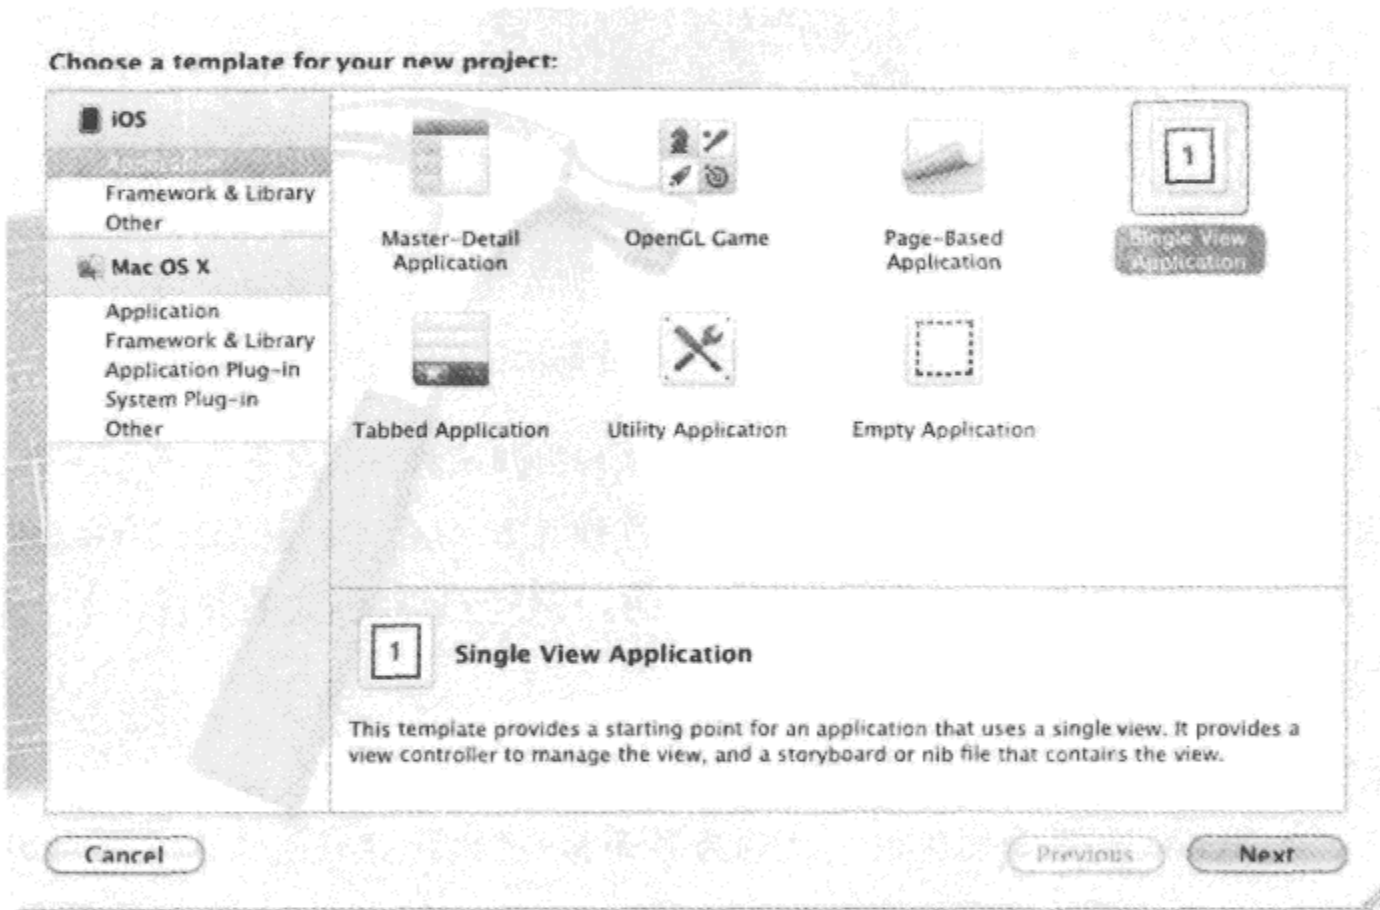 Choose a template for your new project:
iOS
Application
Framework & Library
Other
Mac OS X
Application
Framework & Library
Application Plug-in
System Plug-in
Other
Master-Detail
Application
OpenGL Game
Page-Based
Application
1
Single View
Application
Tabbed Application
Utility Application
Empty Application
1
Single View Application
This template provides a starting point for an application that uses a single view. It provides a
view controller to manage the view, and a storyboard or nib file that contains the view.
Cancel
Previous
Next